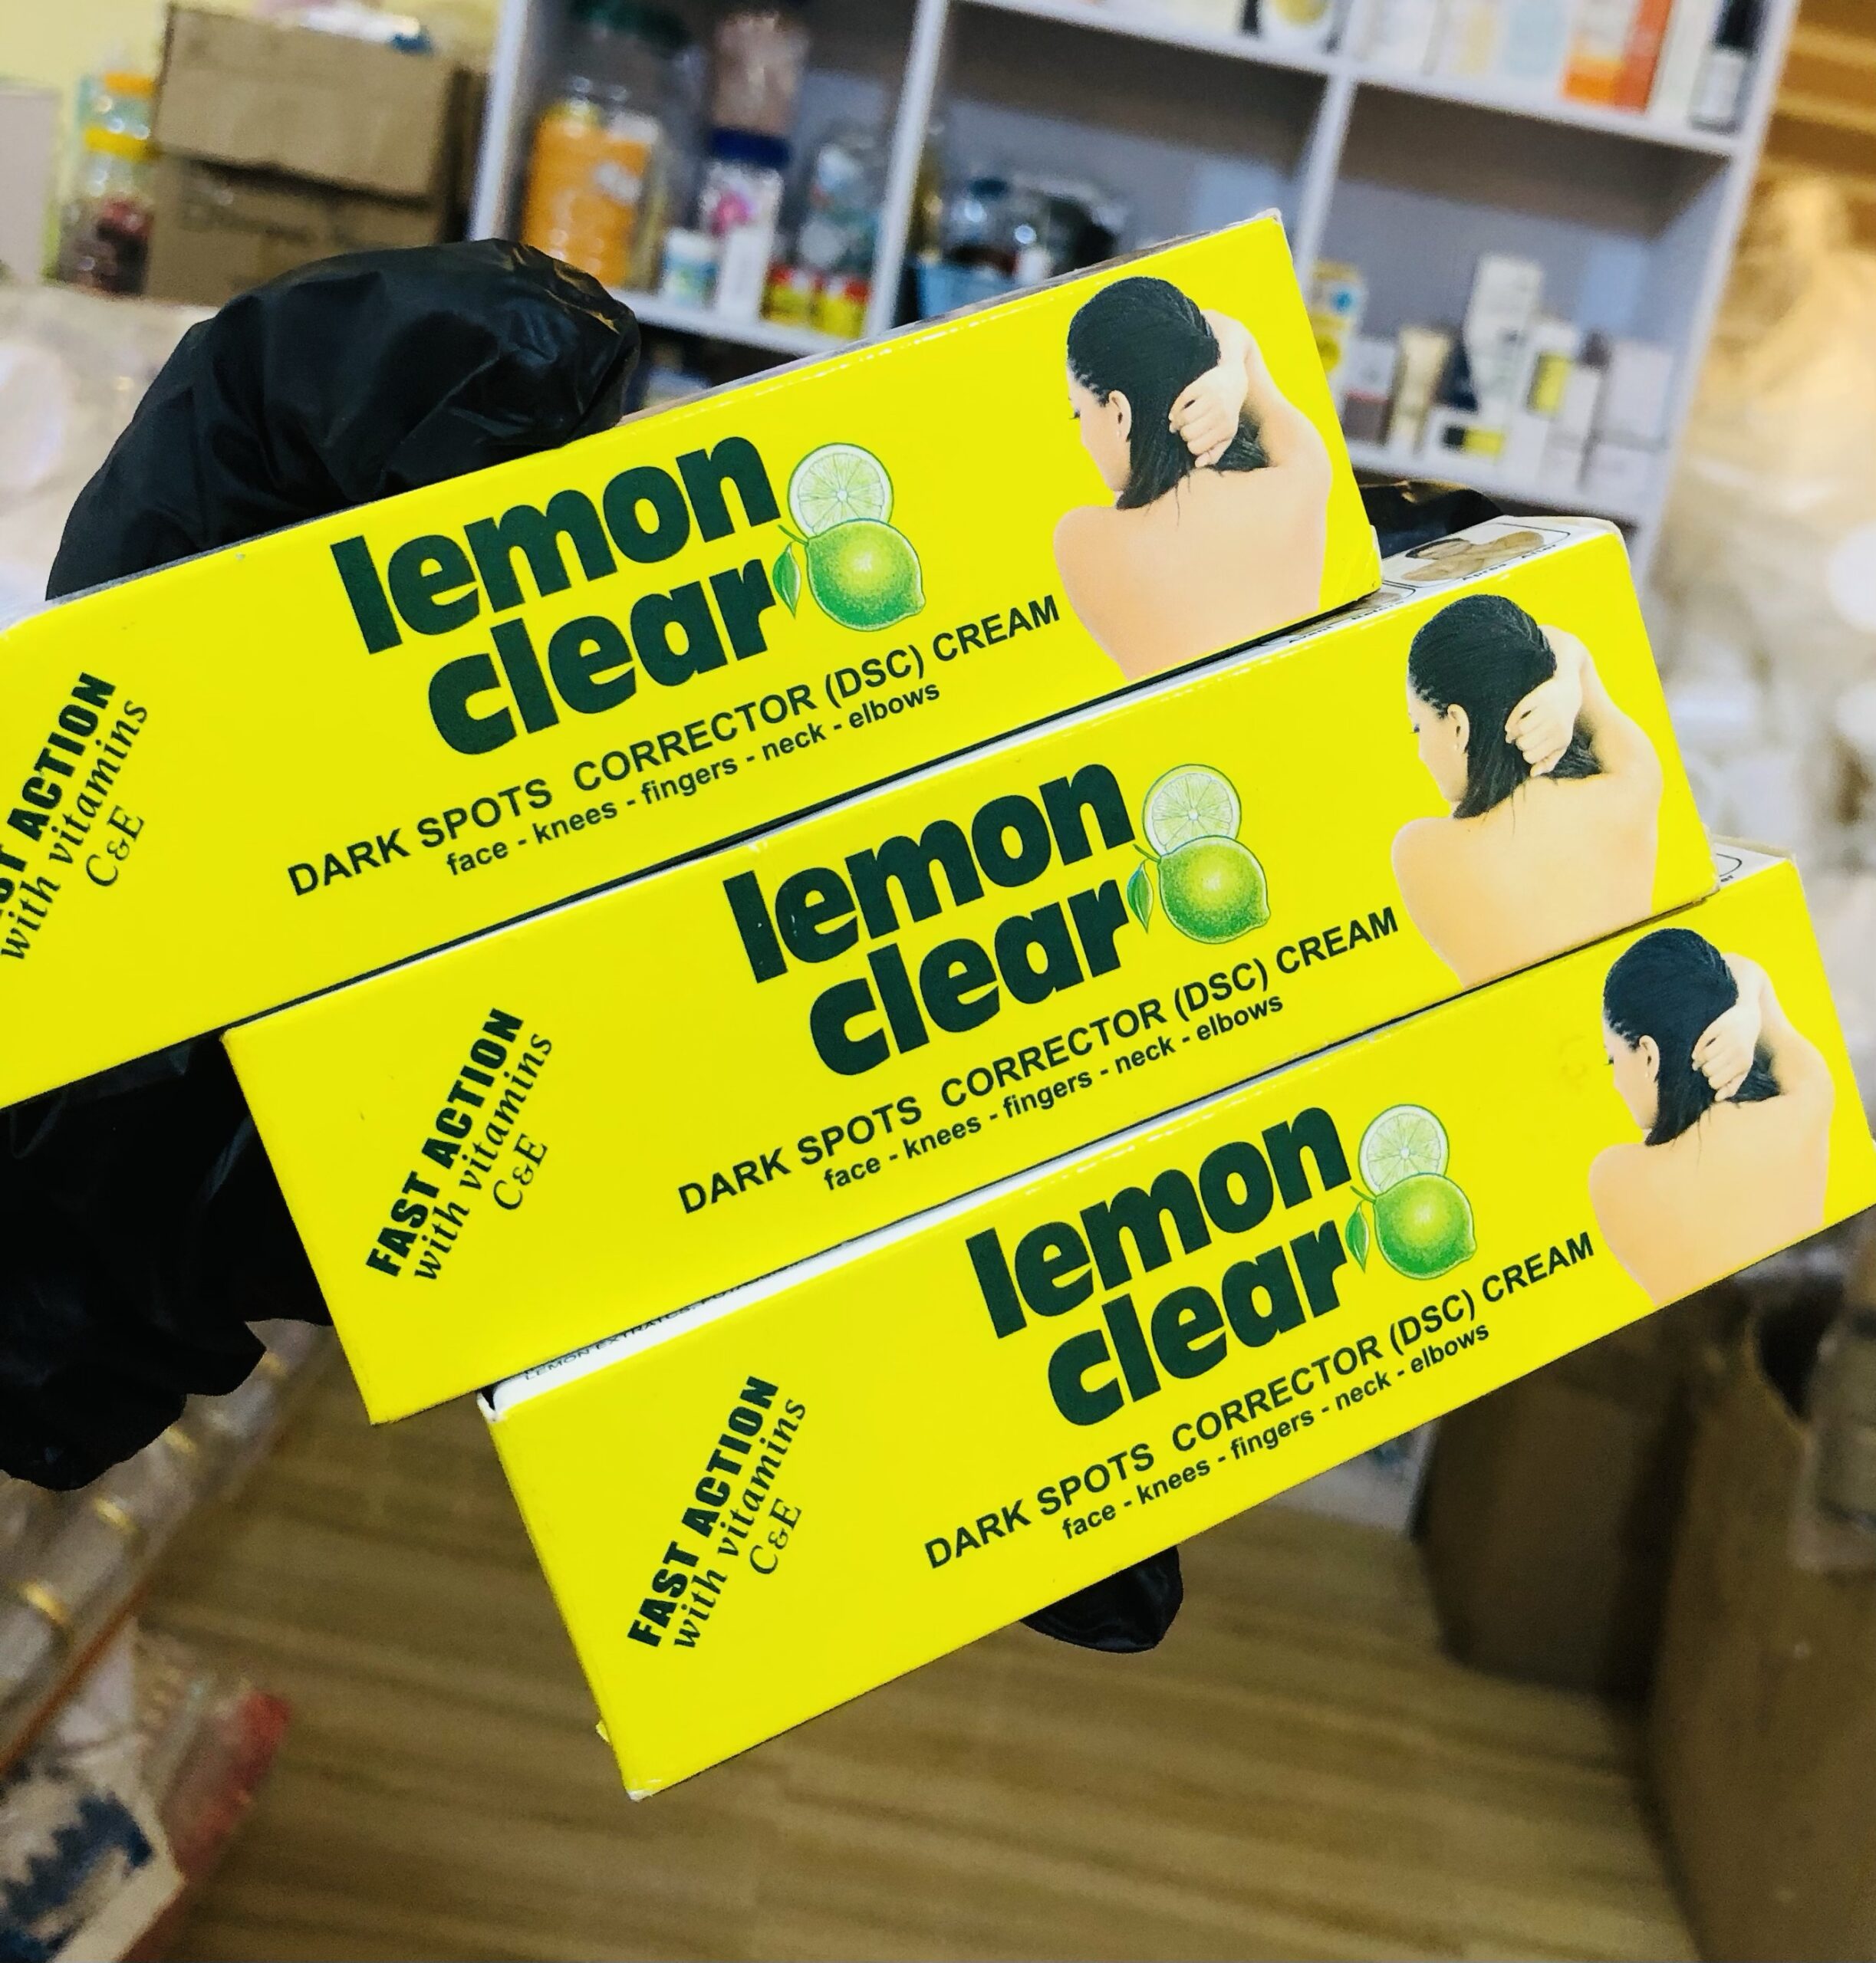 lemon
clear
DARK SPOTS CORRECTOR (DSC) CREAM
face - knees - fingers - neck - elbows
ACTION
with vitamins
C&E
lemon
clear
DARK SPOTS CORRECTOR (DSC) CREAM
face - knees - fingers - neck - elbows
FAST ACTION
with vitamins
C&E
lemon
clear
DARK SPOTS CORRECTOR (DSC) CREAM
face - knees - fingers - neck - elbows
FAST ACTION
with vitamins
C&E